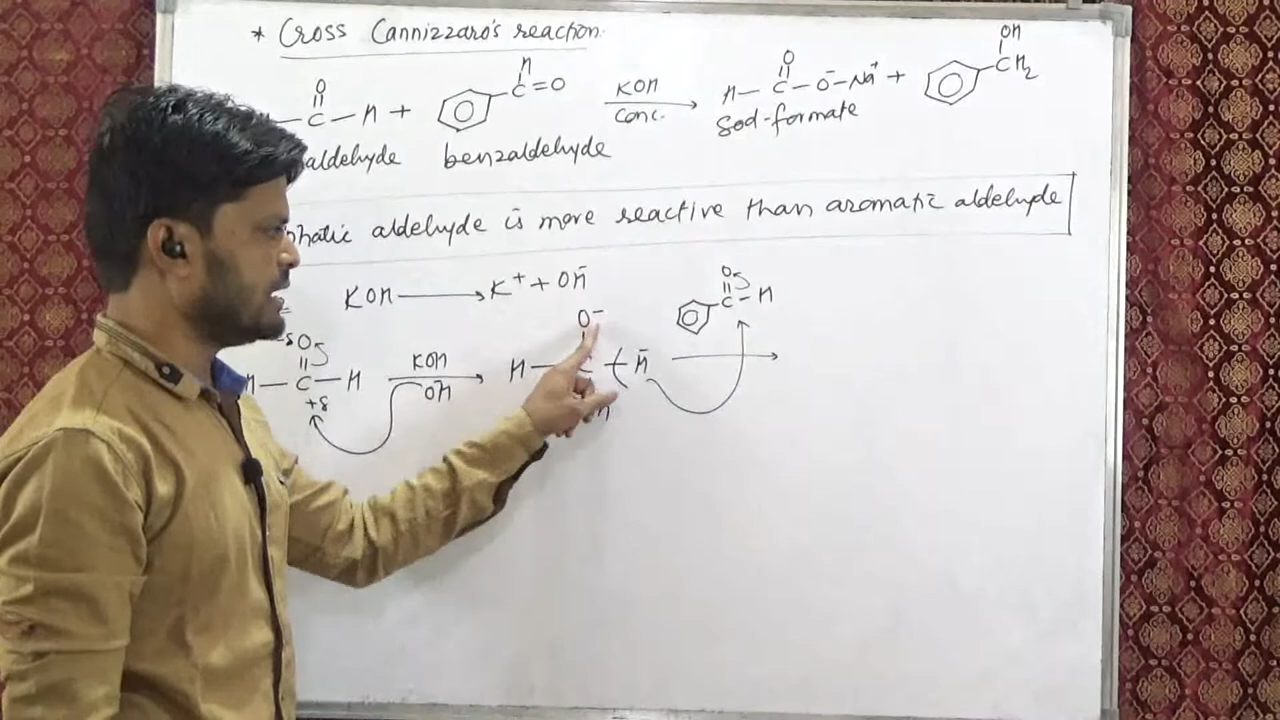 * Cross Cannizzaro's reaction.
O
|| 
— C — H + H C=O KOH conc. → H — C — O⁻ — Na⁺ + OH CH₂
O
||
aldehyde benzaldehyde Sod-formate
aldehyde is more reactive than aromatic aldehyde
KOH → K⁺ + OH⁻
-δ O O⁻ O
|| ||
H — C — H KOH OH⁻ → H — C — H⁻ C — H →
+δ